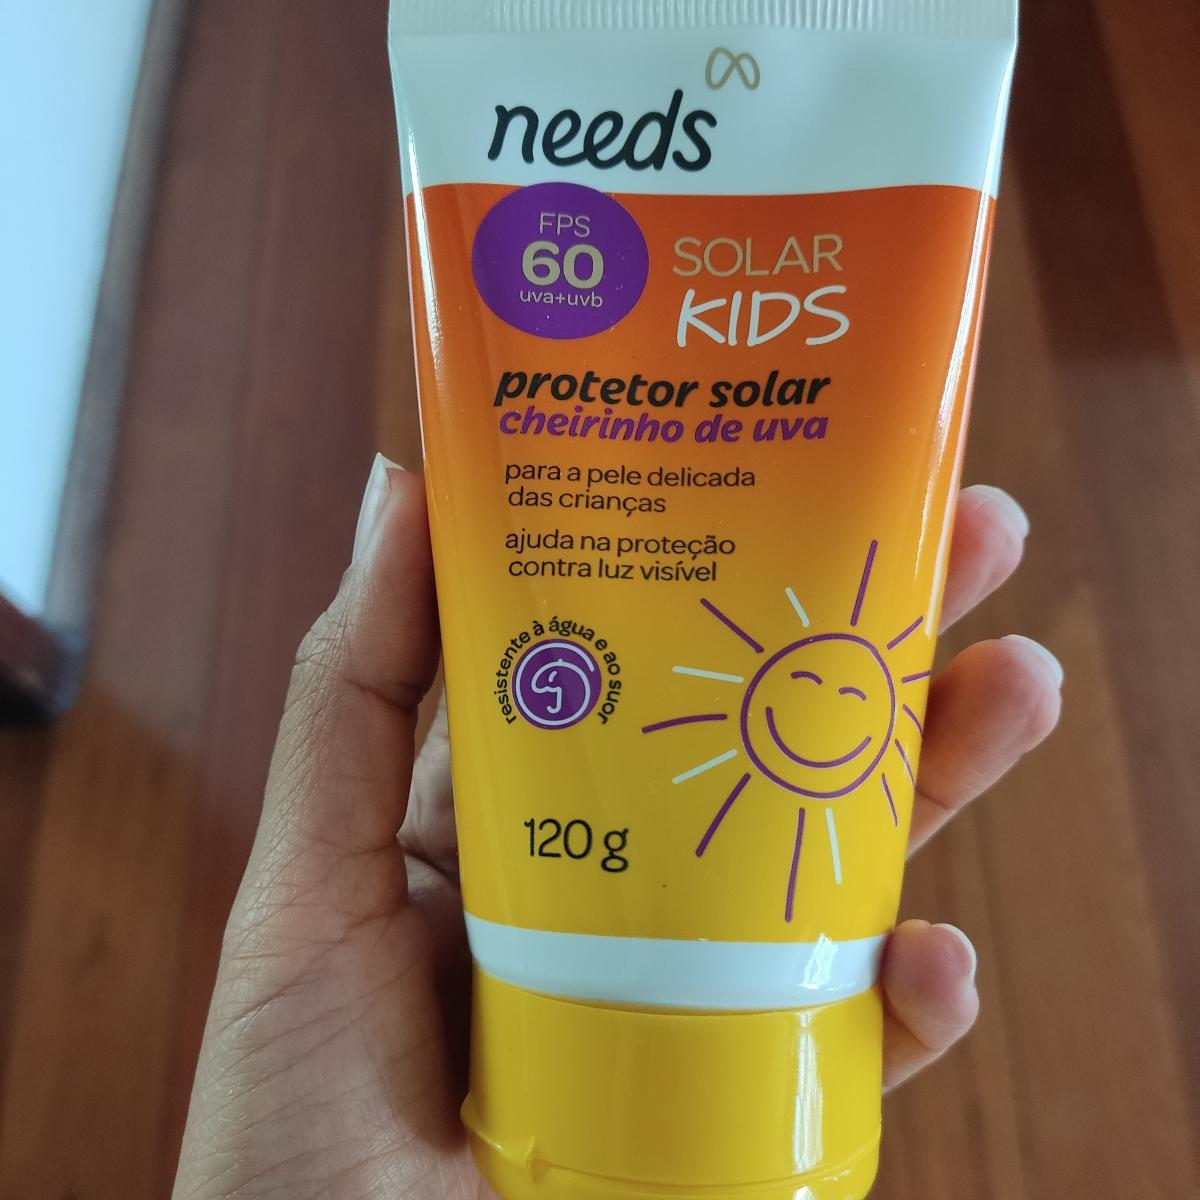 needs
FPS
60
uva+uvb
SOLAR
KIDS
protetor solar
cheirinho de uva
para a pele delicada
das crianças
ajuda na proteção
contra luz visível
resistente à água e ao suor
120 g